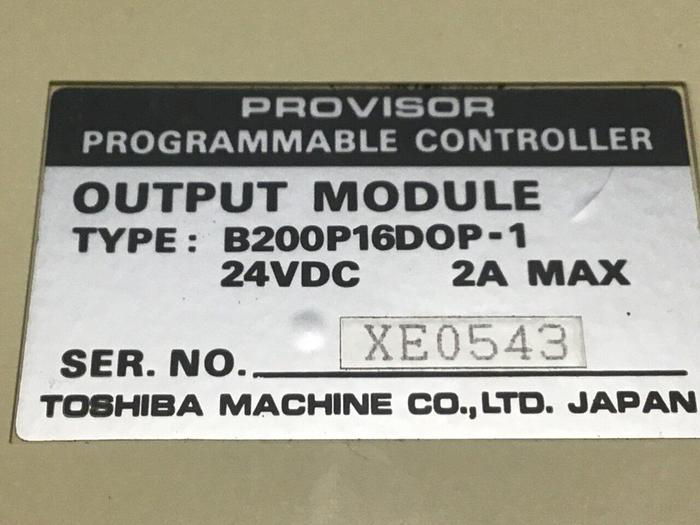 PROVISOR
PROGRAMMABLE CONTROLLER
OUTPUT MODULE
TYPE: B200P16DOP-1
24VDC 2A MAX
SER. NO. XE0543
TOSHIBA MACHINE CO.,LTD. JAPAN